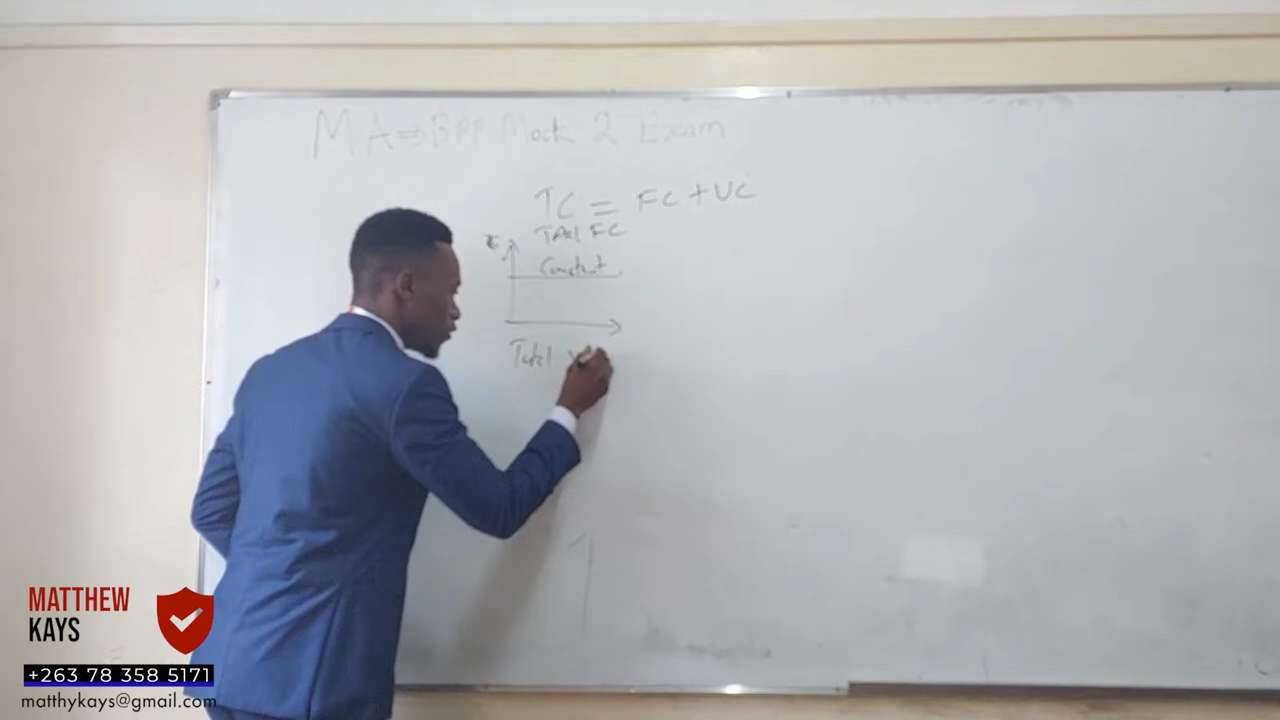 MA⇒BPP Mock 2 Exam
TC = FC + VC
Total FC
Constant
Total
MATTHEW
KAYS
+263 78 358 5171
matthykays@gmail.com